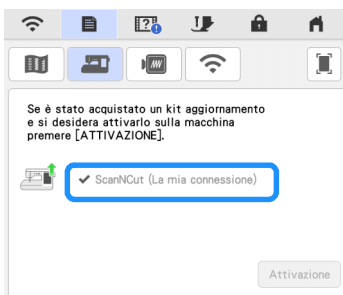 Se è stato acquistato un kit aggiornamento
e si desidera attivarlo sulla macchina
premere [ATTIVAZIONE].
ScanNCut (La mia connessione)
Attivazione